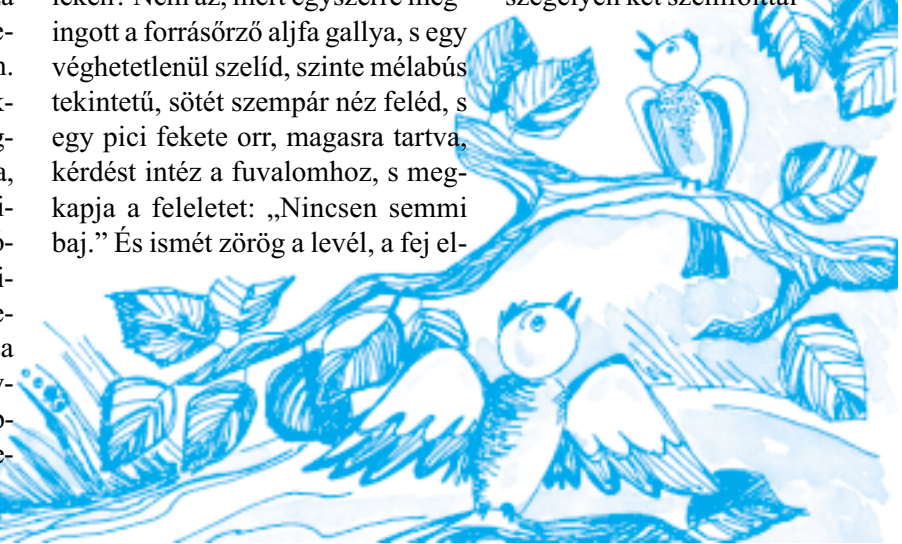 ingott a forrásőrző aljfa gallya, s egy
véghetetlenül szelíd, szinte mélabús
tekintetű, sötét szempár néz feléd, s
egy pici fekete orr, magasra tartva,
kérdést intéz a fuvalomhoz, s meg-
kapja a feleletet: „Nincsen semmi
baj.” És ismét zörög a levél, a fej el-